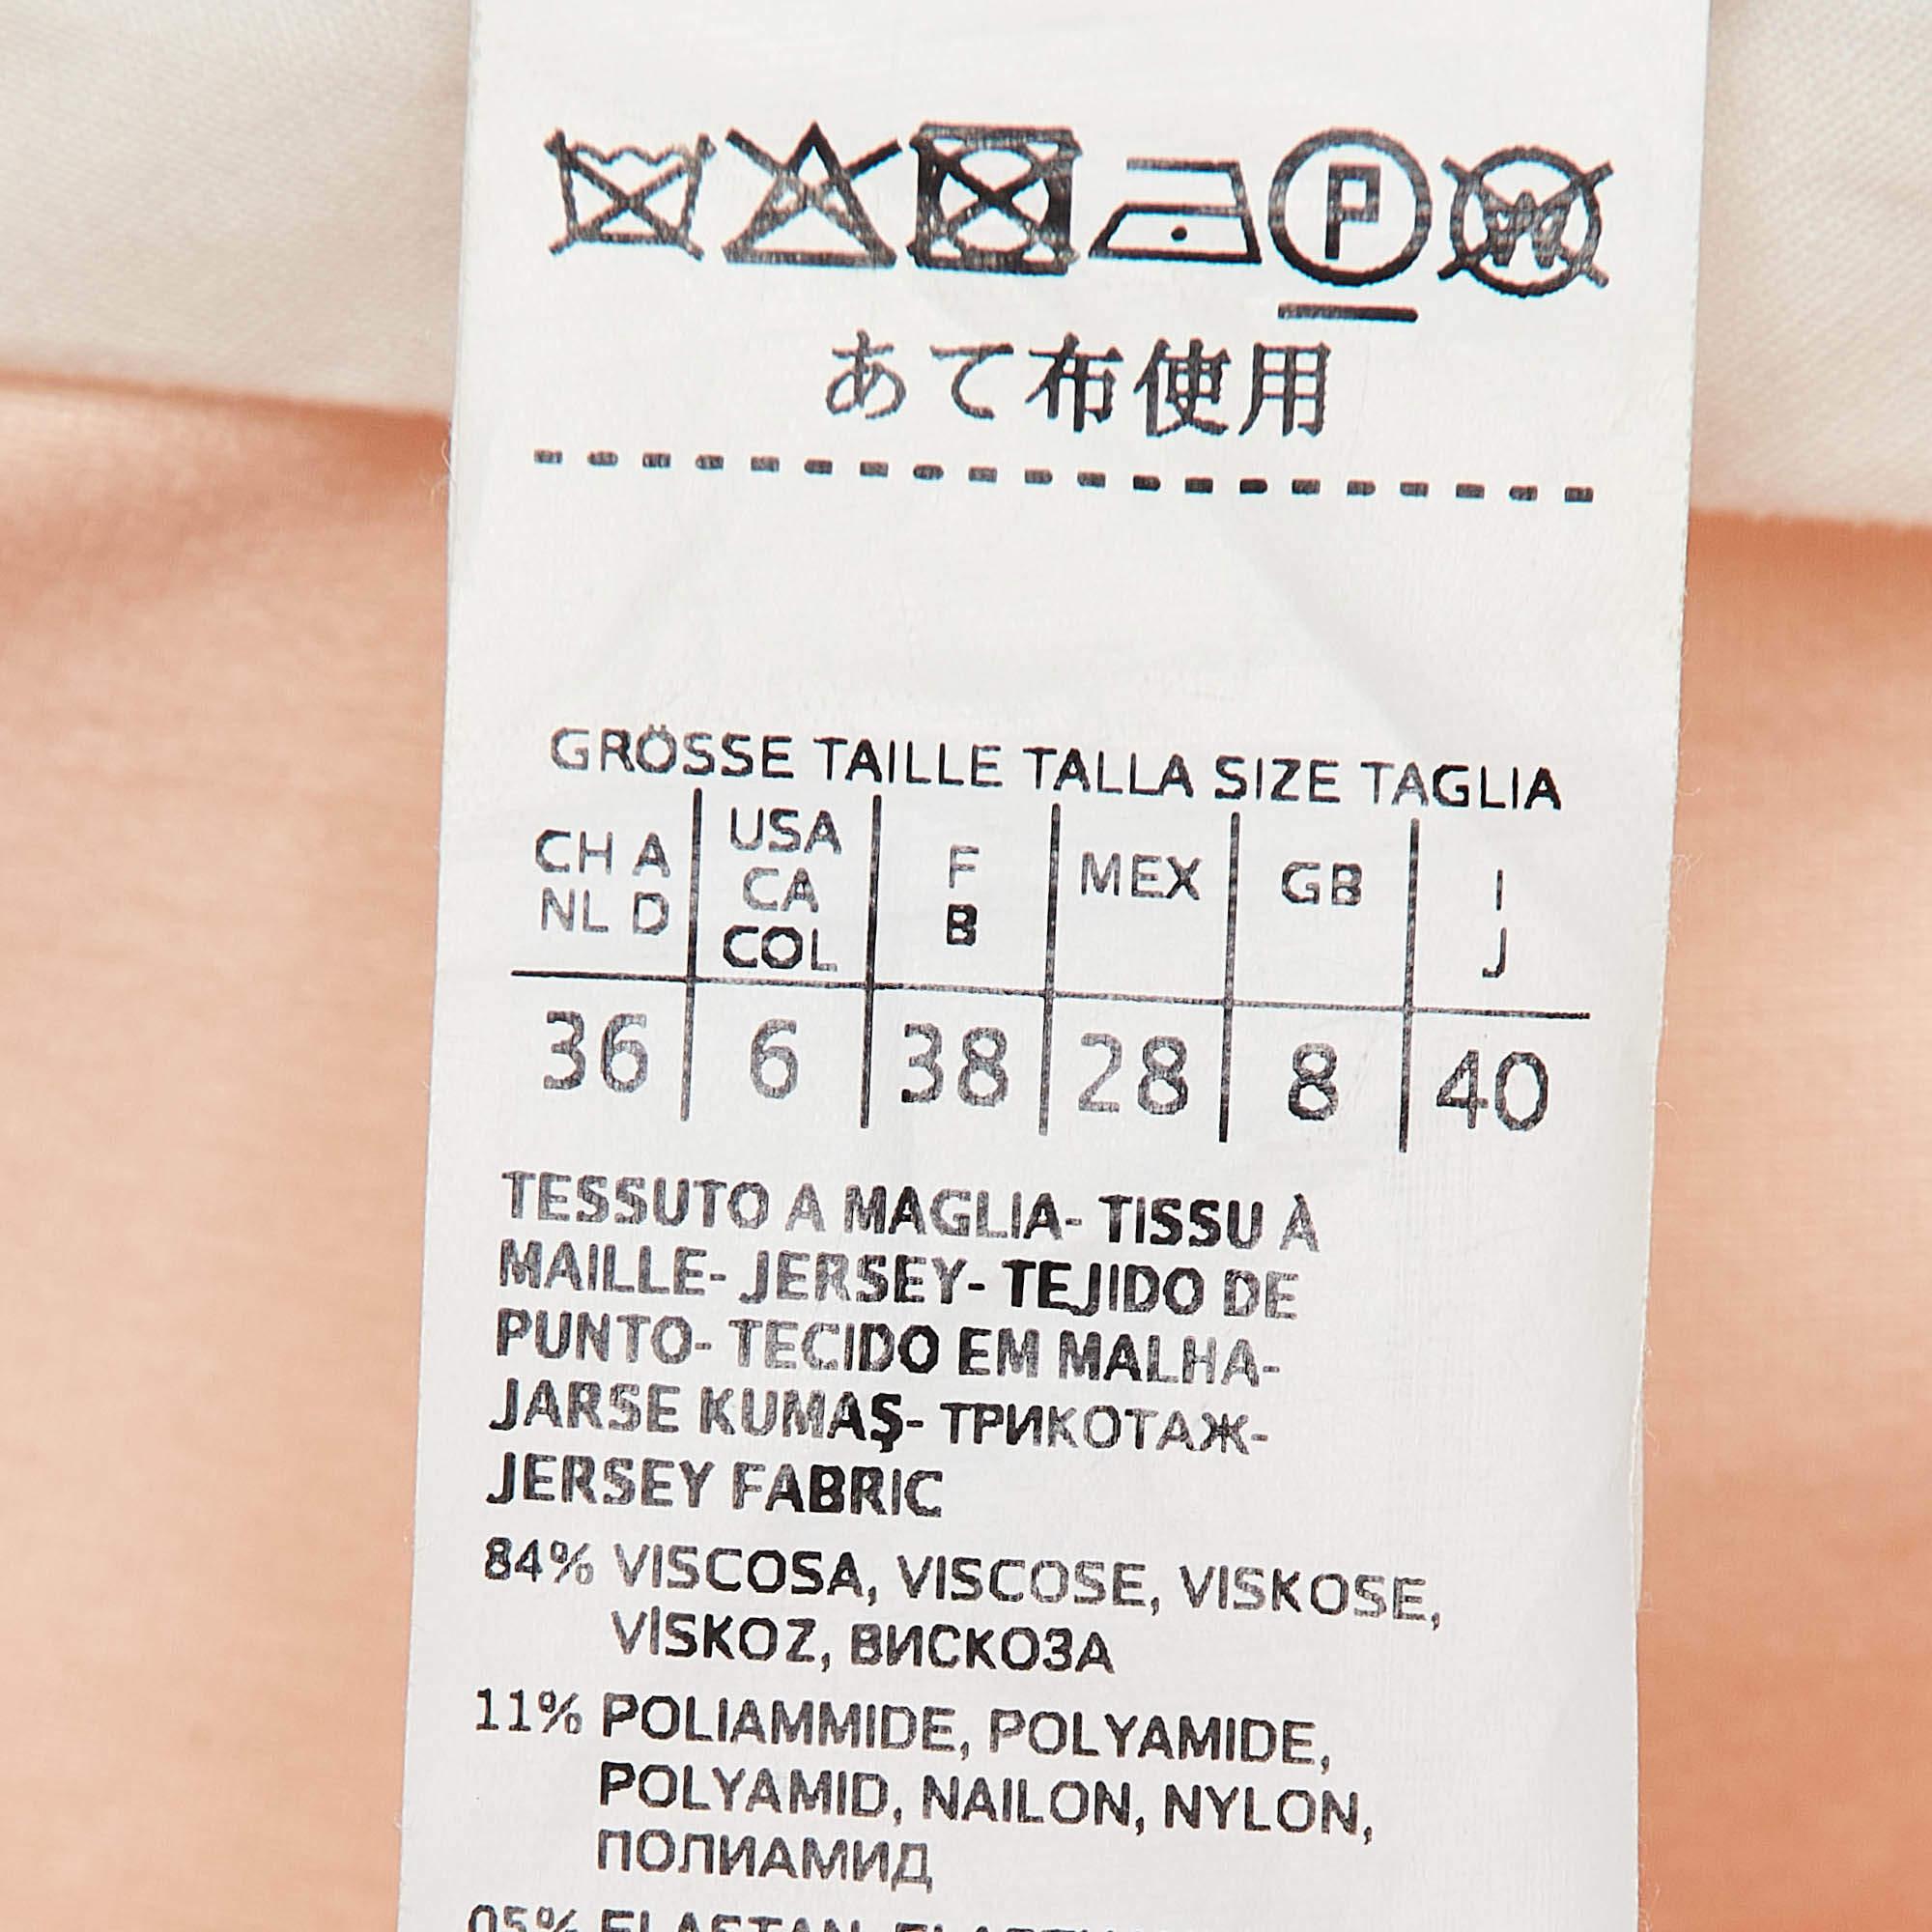 P W
あて布使用
GRÖSSE TAILLE TALLA SIZE TAGLIA
CH A NL D USA CA COL F B MEX GB I J
36 6 38 28 8 40
TESSUTO A MAGLIA- TISSU À
MAILLE- JERSEY- TEJIDO DE
PUNTO- TECIDO EM MALHA-
JARSE KUMAŞ- ТРИКОТАЖ-
JERSEY FABRIC
84% VISCOSA, VISCOSE, VISKOSE,
VİSKOZ, ВИСКОЗА
11% POLIAMMIDE, POLYAMIDE,
POLYAMID, NAILON, NYLON,
ПОЛИАМИД
05% ELASTAN,